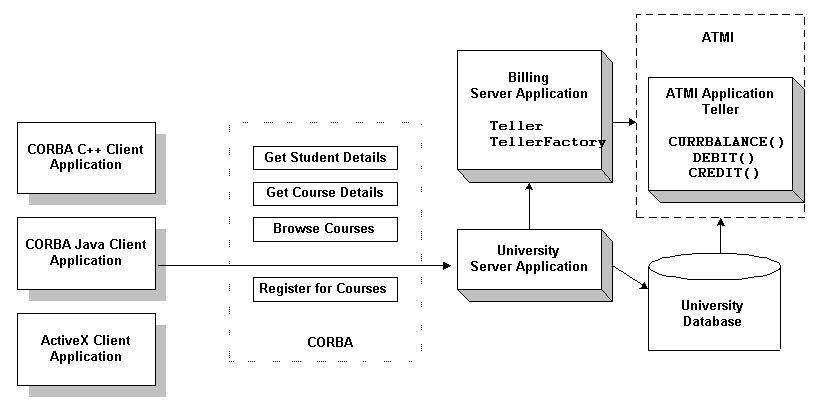 CORBA C++ Client
Application
CORBA Java Client
Application
ActiveX Client
Application
Get Student Details
Get Course Details
Browse Courses
Register for Courses
CORBA
Billing
Server Application
Teller
TellerFactory
University
Server Application
ATMI
ATMI Application
Teller
CURRBALANCE()
DEBIT()
CREDIT()
University
Database